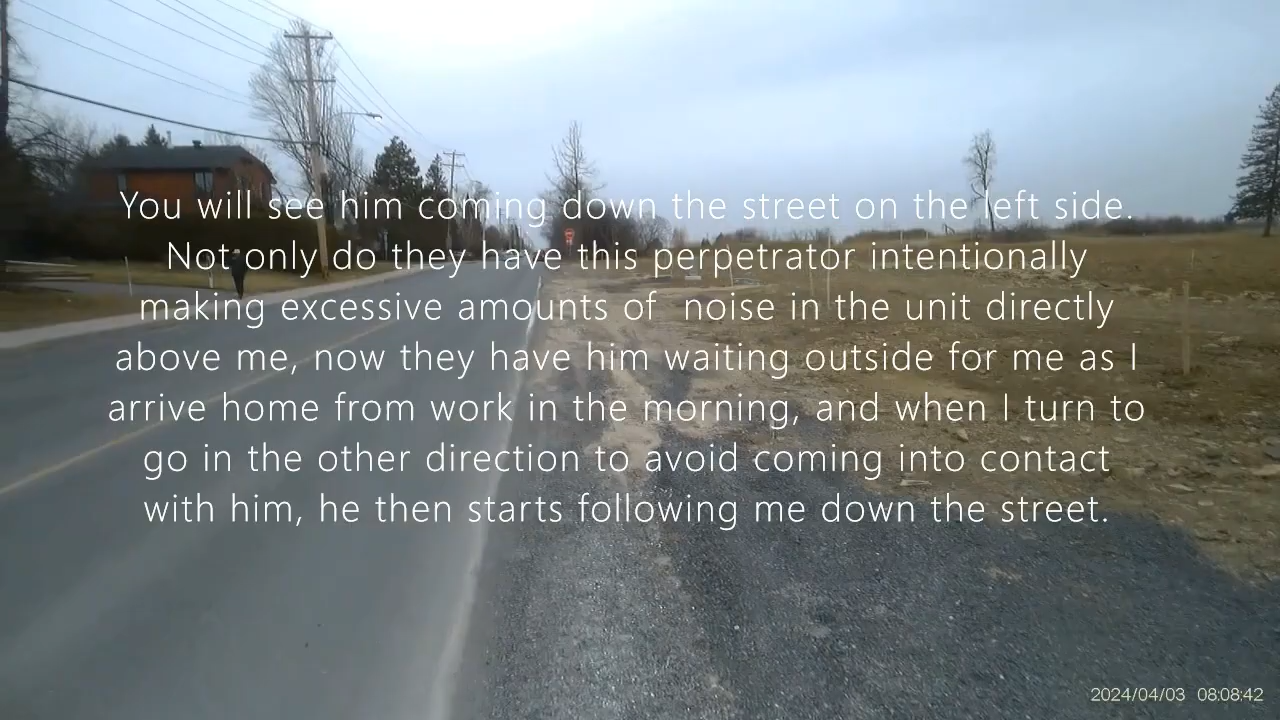 You will see him coming down the street on the left side.
Not only do they have this perpetrator intentionally
making excessive amounts of  noise in the unit directly
above me, now they have him waiting outside for me as I
arrive home from work in the morning, and when I turn to
go in the other direction to avoid coming into contact
with him, he then starts following me down the street.
2024/04/03  08:08:42